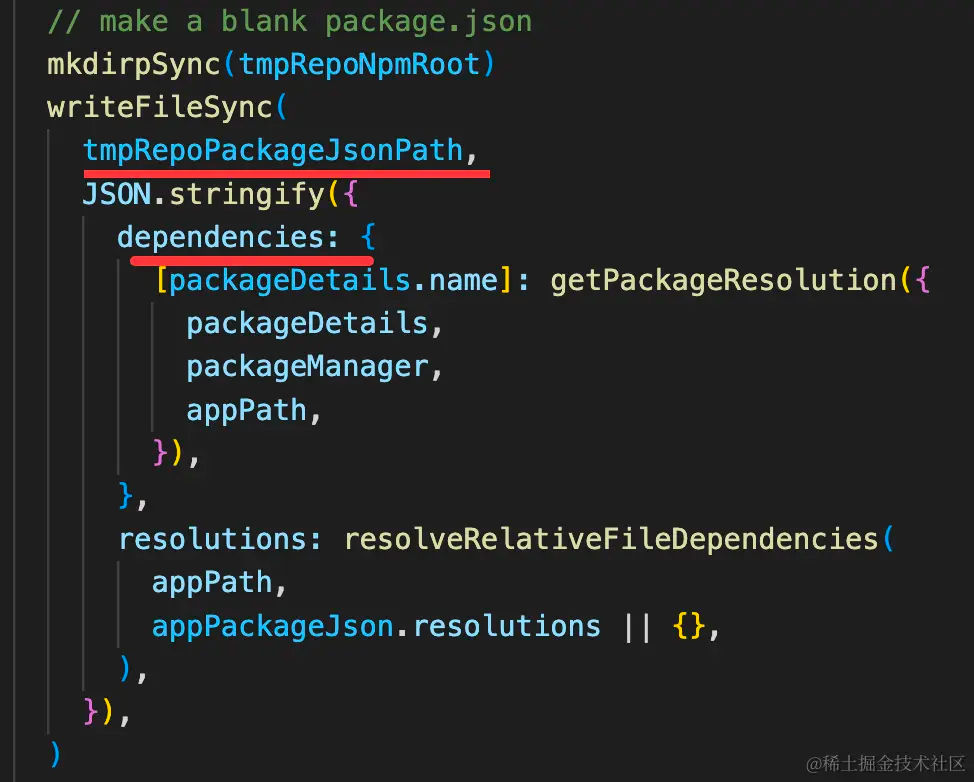 // make a blank package.json
mkdirpSync(tmpRepoNpmRoot)
writeFileSync(
  tmpRepoPackageJsonPath,
  JSON.stringify({
    dependencies: {
      [packageDetails.name]: getPackageResolution({
        packageDetails,
        packageManager,
        appPath,
      }),
    },
    resolutions: resolveRelativeFileDependencies(
      appPath,
      appPackageJson.resolutions || {},
    ),
  }),
)
@稀土掘金技术社区